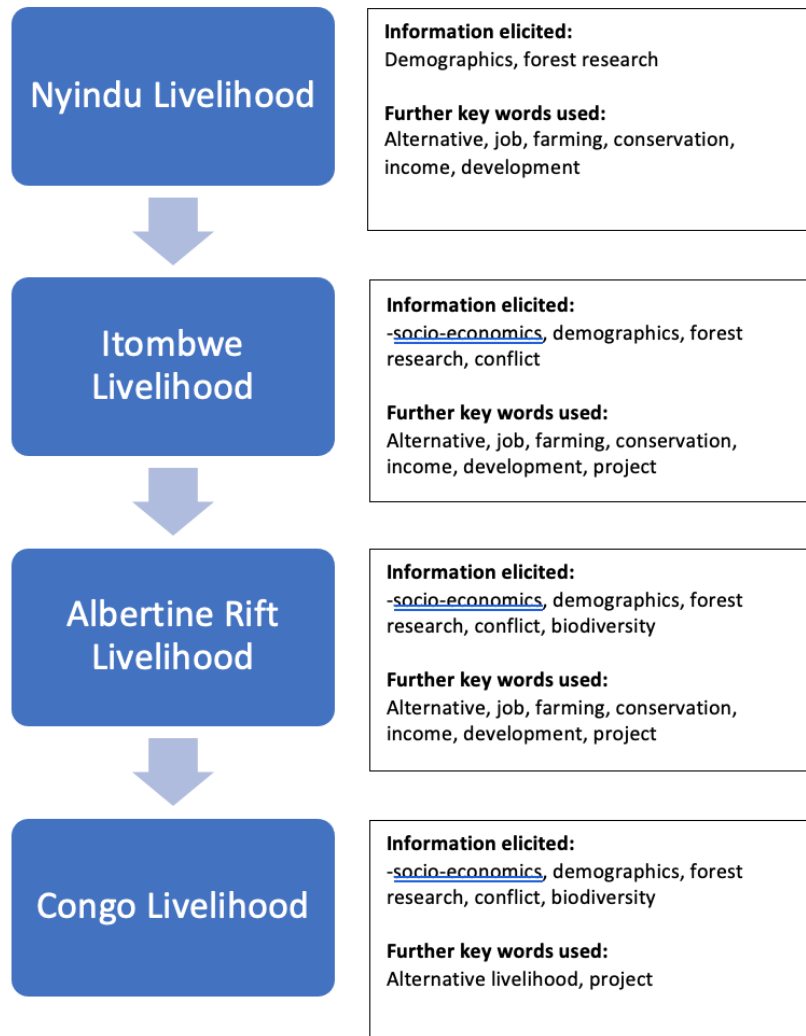 Nyindu Livelihood
Information elicited:
Demographics, forest research
Further key words used:
Alternative, job, farming, conservation,
income, development
Itombwe
Livelihood
Information elicited:
-socio-economics, demographics, forest
research, conflict
Further key words used:
Alternative, job, farming, conservation,
income, development, project
Albertine Rift
Livelihood
Information elicited:
-socio-economics, demographics, forest
research, conflict, biodiversity
Further key words used:
Alternative, job, farming, conservation,
income, development, project
Congo Livelihood
Information elicited:
-socio-economics, demographics, forest
research, conflict, biodiversity
Further key words used:
Alternative livelihood, project